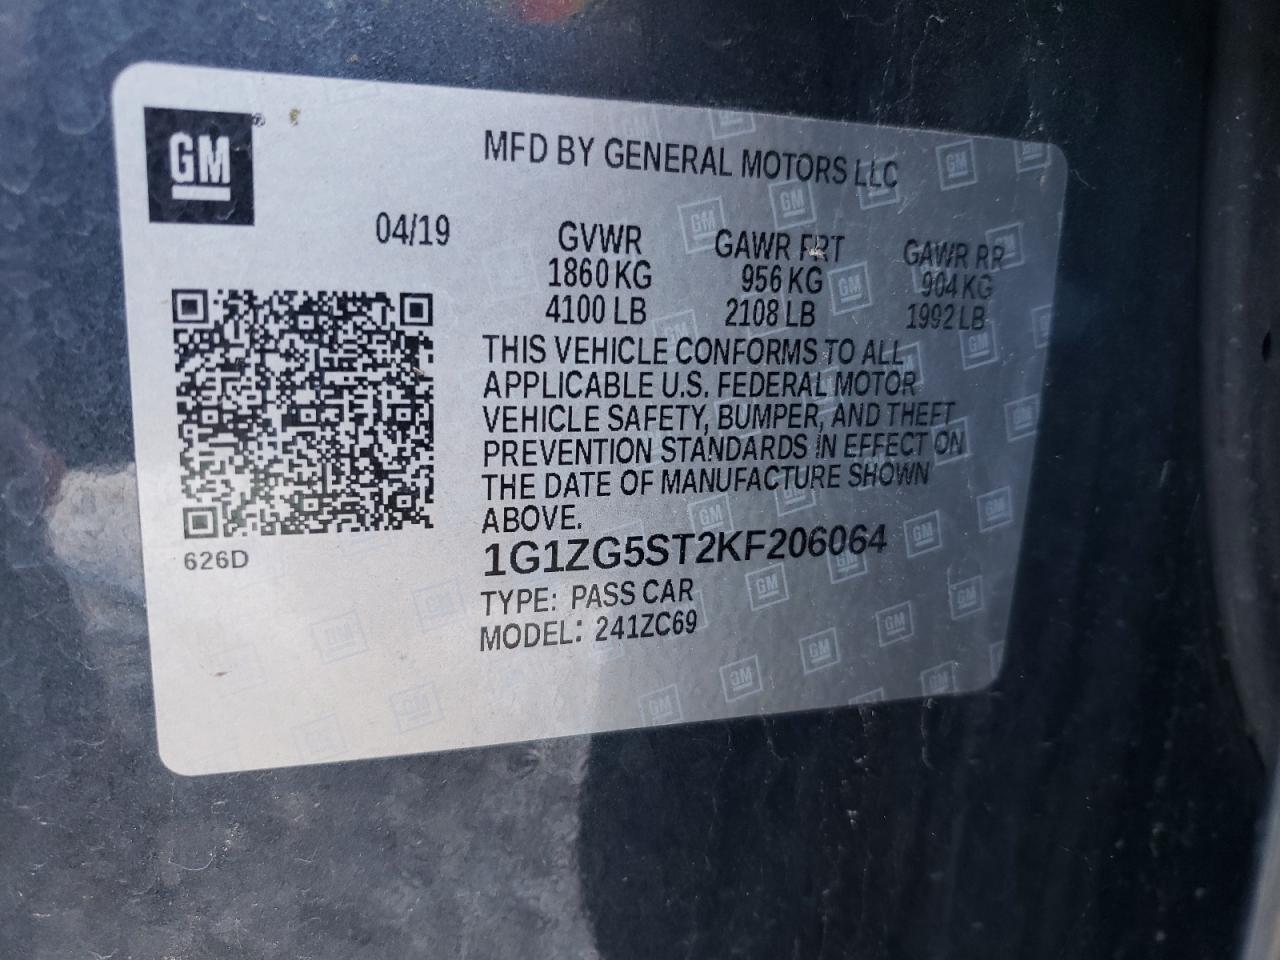 GM
MFD BY GENERAL MOTORS LLC
04/19
GVWR GAWR FRT GAWR RR
1860 KG 956 KG 904 KG
4100 LB 2108 LB 1992 LB
THIS VEHICLE CONFORMS TO ALL
APPLICABLE U.S. FEDERAL MOTOR
VEHICLE SAFETY, BUMPER, AND THEFT
PREVENTION STANDARDS IN EFFECT ON
THE DATE OF MANUFACTURE SHOWN
ABOVE.
626D
1G1ZG5ST2KF206064
TYPE: PASS CAR
MODEL: 241ZC69